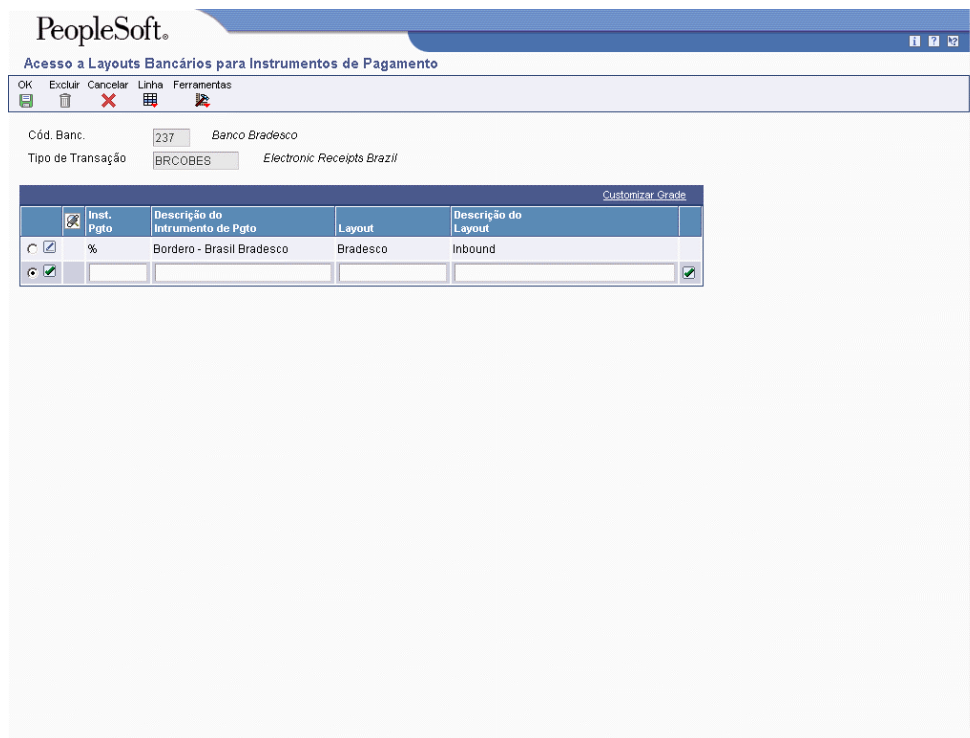 PeopleSoft®
Acesso a Layouts Bancários para Instrumentos de Pagamento
OK Excluir Cancelar Linha Ferramentas
Cód. Banc. 237 Banco Bradesco
Tipo de Transação BRCOBES Electronic Receipts Brazil
Customizar Grade
Inst. Pgto Descrição do Intrumento de Pgto Layout Descrição do Layout
% Bordero - Brasil Bradesco Bradesco Inbound